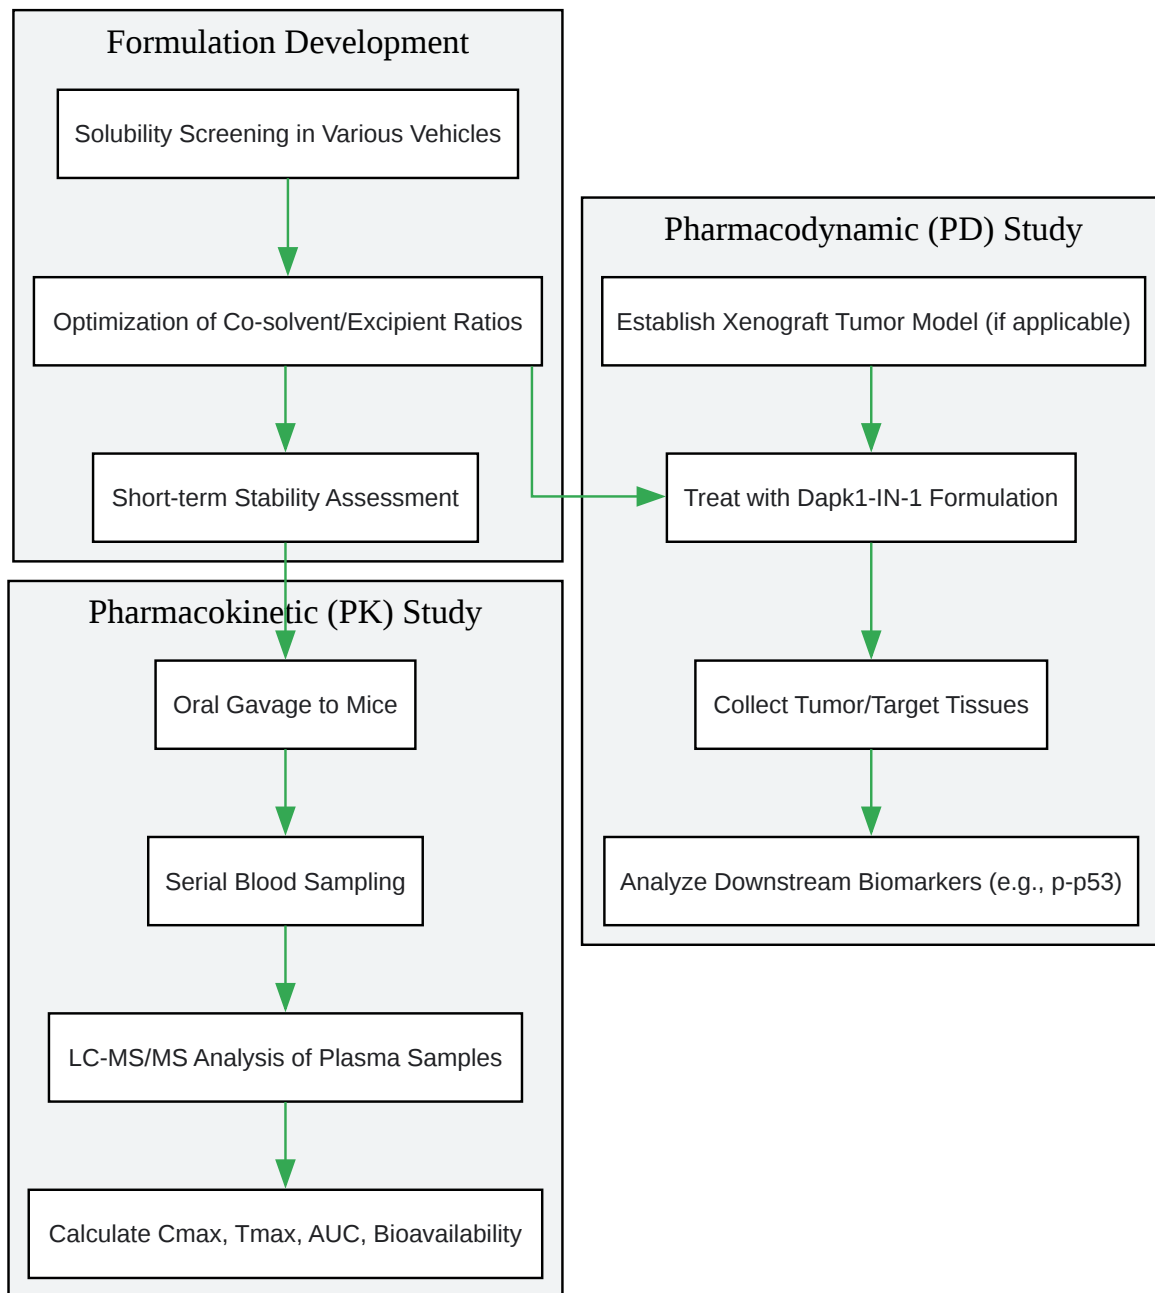 Formulation Development
Solubility Screening in Various Vehicles
Optimization of Co-solvent/Excipient Ratios
Short-term Stability Assessment
Pharmacokinetic (PK) Study
Oral Gavage to Mice
Serial Blood Sampling
LC-MS/MS Analysis of Plasma Samples
Calculate Cmax, Tmax, AUC, Bioavailability
Pharmacodynamic (PD) Study
Establish Xenograft Tumor Model (if applicable)
Treat with Dapk1-IN-1 Formulation
Collect Tumor/Target Tissues
Analyze Downstream Biomarkers (e.g., p-p53)